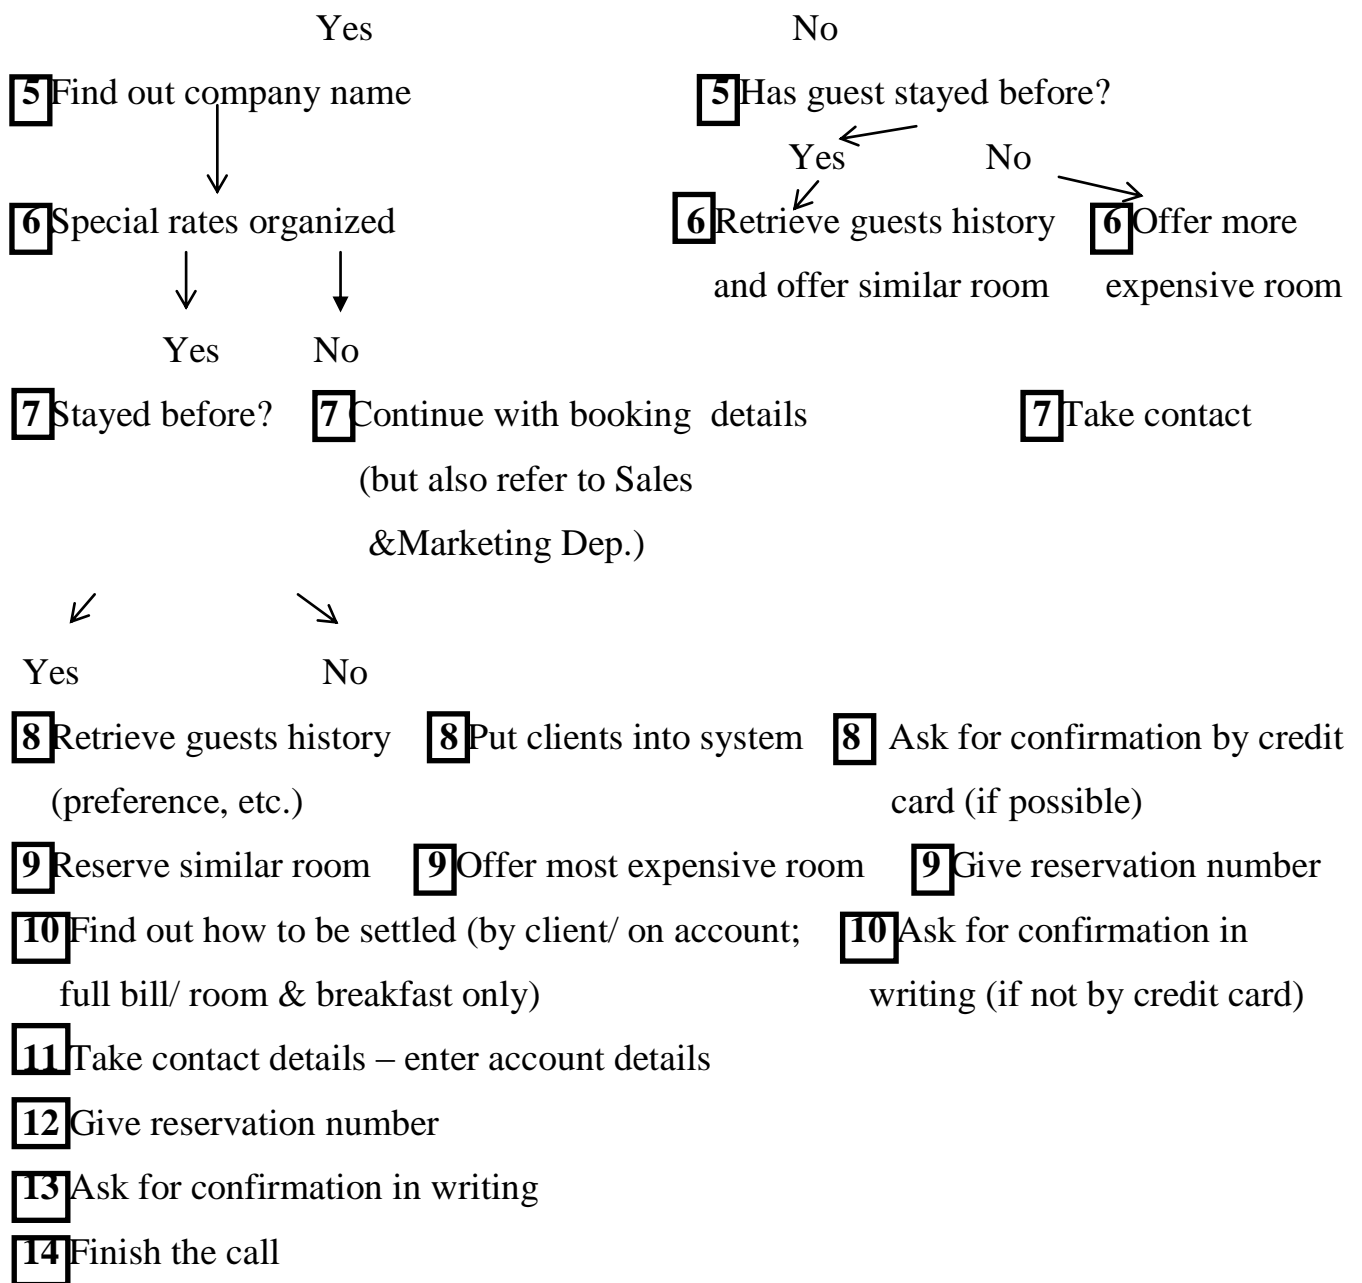 Yes No
5 Find out company name 5 Has guest stayed before?
Yes No
6 Special rates organized 6 Retrieve guests history 6 Offer more
and offer similar room expensive room
Yes No
7 Stayed before? 7 Continue with booking details 7 Take contact
(but also refer to Sales
&Marketing Dep.)
Yes No
8 Retrieve guests history 8 Put clients into system 8 Ask for confirmation by credit
(preference, etc.) card (if possible)
9 Reserve similar room 9 Offer most expensive room 9 Give reservation number
10 Find out how to be settled (by client/ on account; 10 Ask for confirmation in
full bill/ room & breakfast only) writing (if not by credit card)
11 Take contact details – enter account details
12 Give reservation number
13 Ask for confirmation in writing
14 Finish the call